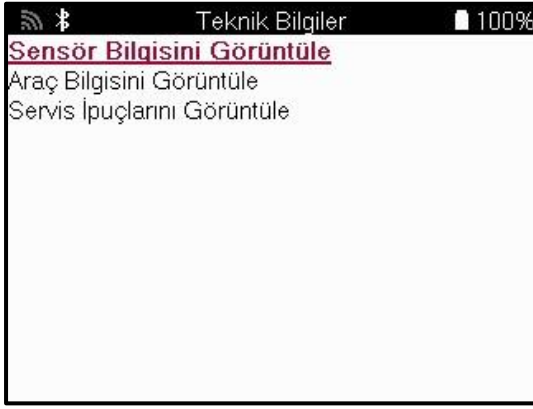 Teknik Bilgiler 100%
Sensör Bilgisini Görüntüle
Araç Bilgisini Görüntüle
Servis İpuçlarını Görüntüle